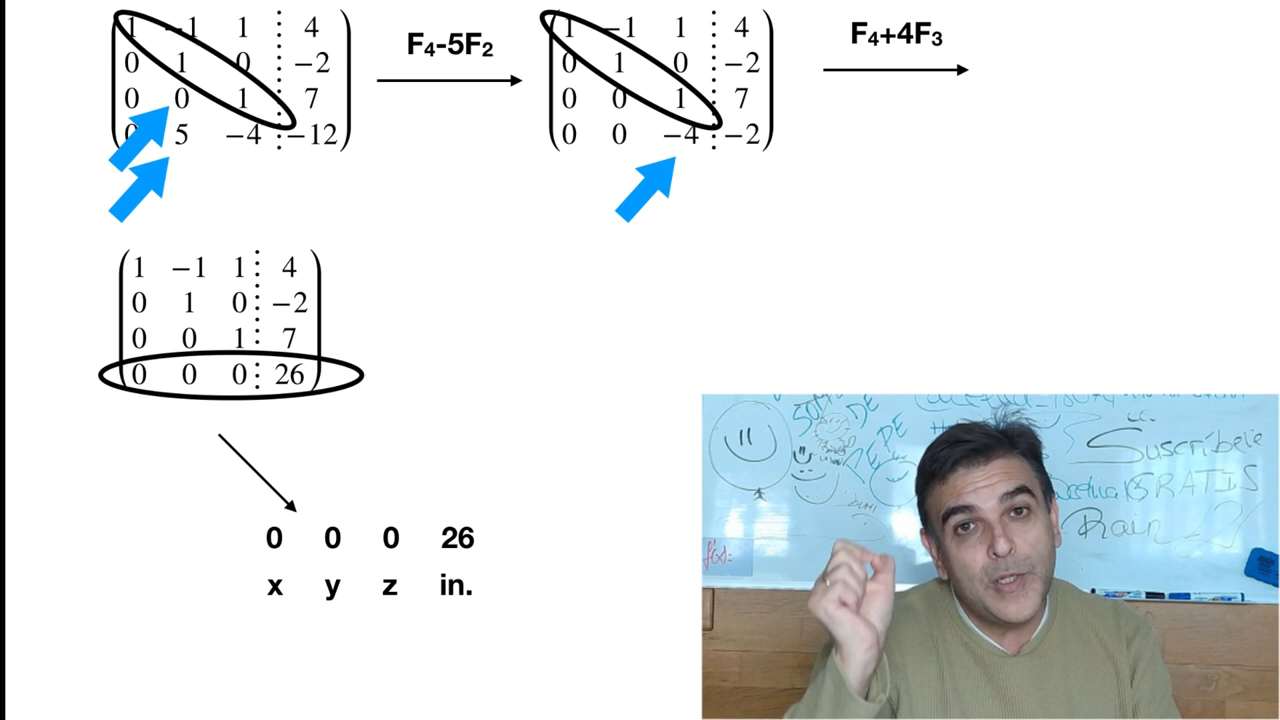 1 −1 1 ⋮ 4
0 1 0 ⋮ −2
0 0 1 ⋮ 7
0 5 −4 ⋮ −12
F₄-5F₂
1 −1 1 ⋮ 4
0 1 0 ⋮ −2
0 0 1 ⋮ 7
0 0 −4 ⋮ −2
F₄+4F₃
1 −1 1 ⋮ 4
0 1 0 ⋮ −2
0 0 1 ⋮ 7
0 0 0 ⋮ 26
0 0 0 26
x y z in.
DE
PEPE
Suscríbete
GRATIS
Rain